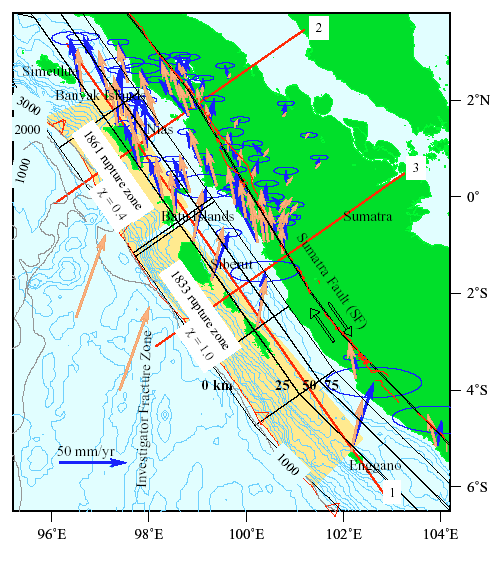 2
Simeulue
Banyak Islands
3000
2000
1000
2°N
Nias
1861 rupture zone
χ = 0.4
3
0°
Batu Islands
Sumatra
Siberut
Sumatra Fault (SF)
1833 rupture zone
χ = 1.0
2°S
0 km
25
50
75
4°S
Investigator Fracture Zone
50 mm/yr
1000
Enggano
1
6°S
96°E
98°E
100°E
102°E
104°E